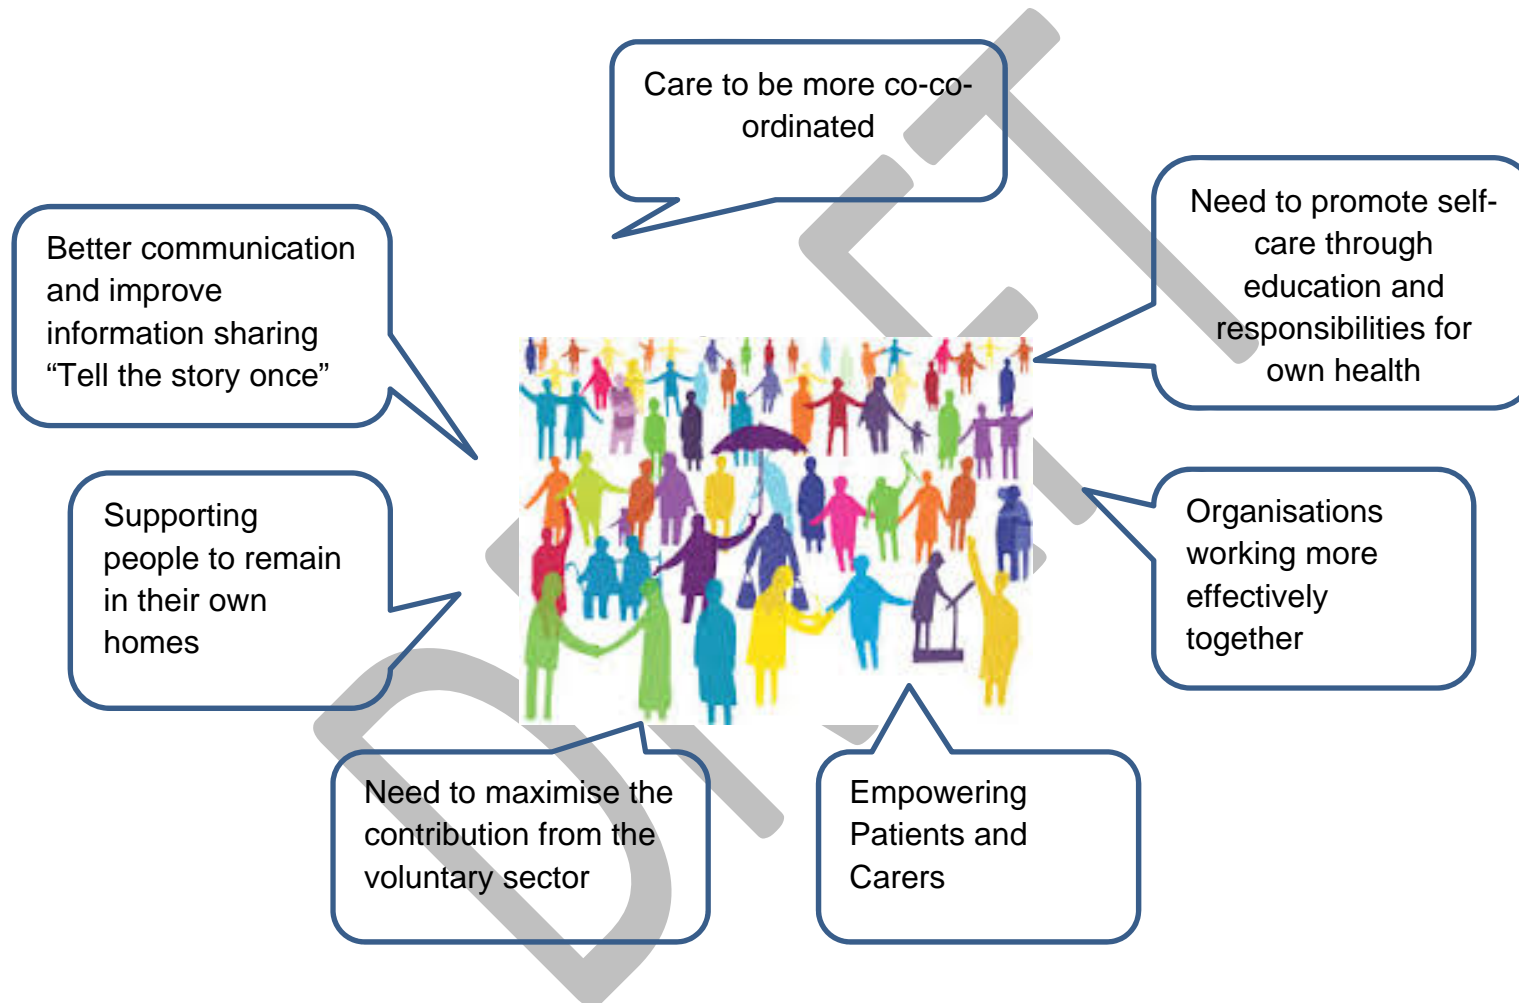 Care to be more co-co-
ordinated
Need to promote self-
care through
education and
responsibilities for
own health
Better communication
and improve
information sharing
“Tell the story once”
Supporting
people to remain
in their own
homes
Organisations
working more
effectively
together
Need to maximise the
contribution from the
voluntary sector
Empowering
Patients and
Carers
DRAFT